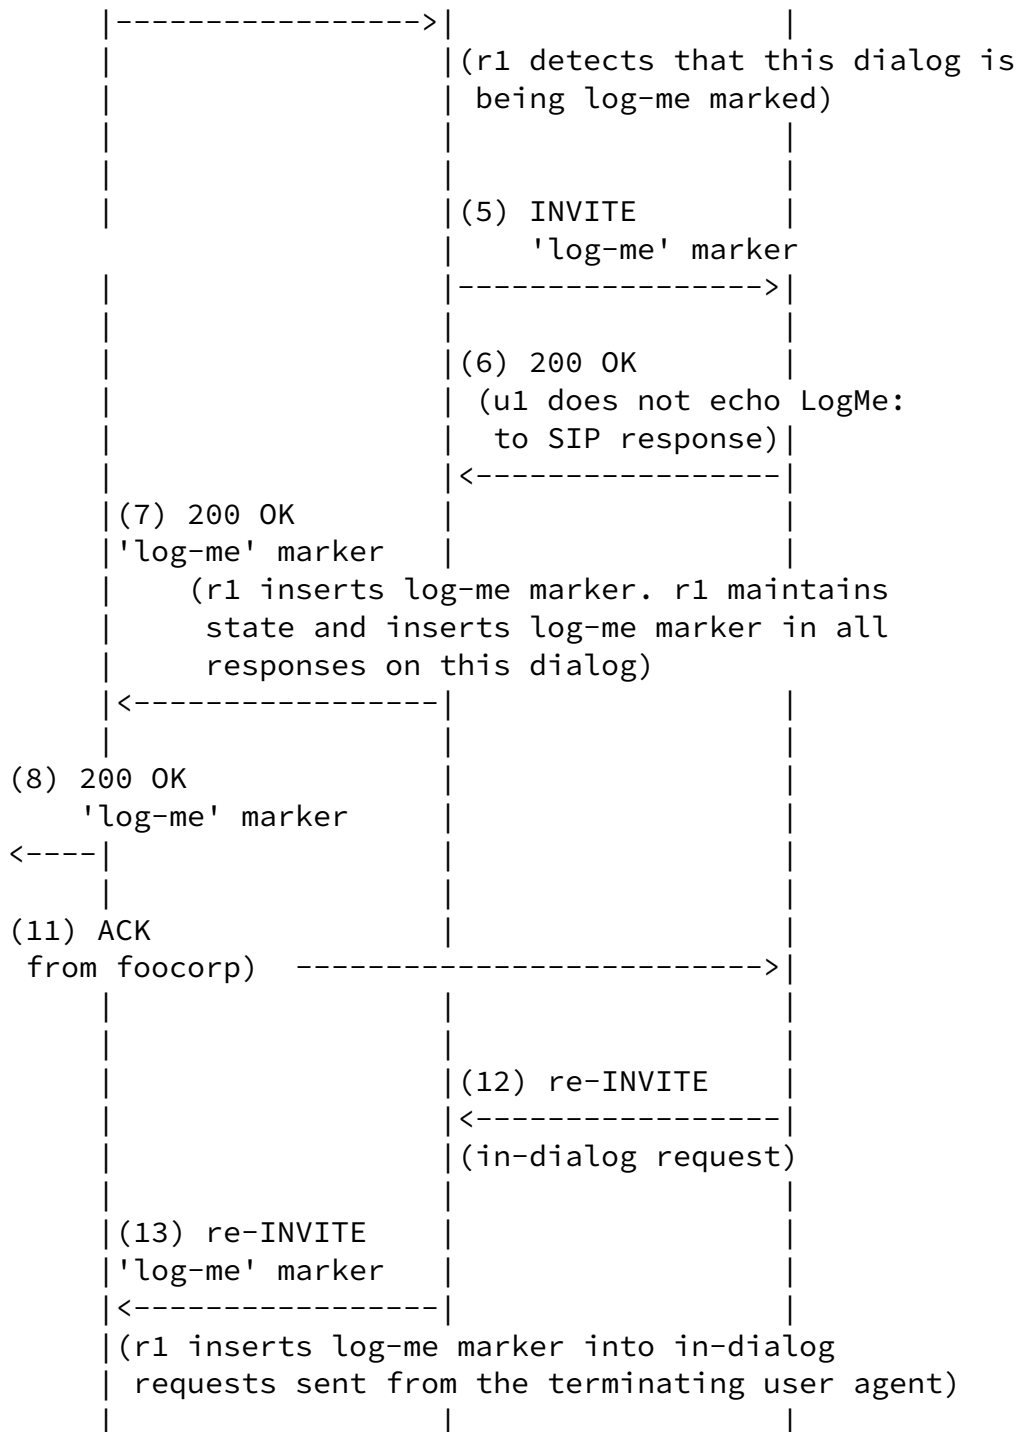 |----------------->|                  |
|                  |(r1 detects that this dialog is
|                  | being log-me marked)
|                  |                  |
|                  |                  |
|                  |(5) INVITE        |
                   |    'log-me' marker
|                  |----------------->|
|                  |                  |
|                  |(6) 200 OK        |
|                  | (u1 does not echo LogMe:
|                  |  to SIP response)|
|                  |<-----------------|
|(7) 200 OK        |                  |
|'log-me' marker   |                  |
|    (r1 inserts log-me marker. r1 maintains
|     state and inserts log-me marker in all
|     responses on this dialog)
|<-----------------|                  |
|                  |                  |
(8) 200 OK         |                  |
    'log-me' marker     |                  |
<----|                  |                  |
|                  |                  |
(11) ACK           |                  |
 from foocorp)  -------------------------->|
|                  |                  |
|                  |                  |
|                  |(12) re-INVITE    |
|                  |<-----------------|
|                  |(in-dialog request)
|                  |                  |
|(13) re-INVITE    |                  |
|'log-me' marker   |                  |
|<-----------------|                  |
|(r1 inserts log-me marker into in-dialog
| requests sent from the terminating user agent)
|                  |                  |